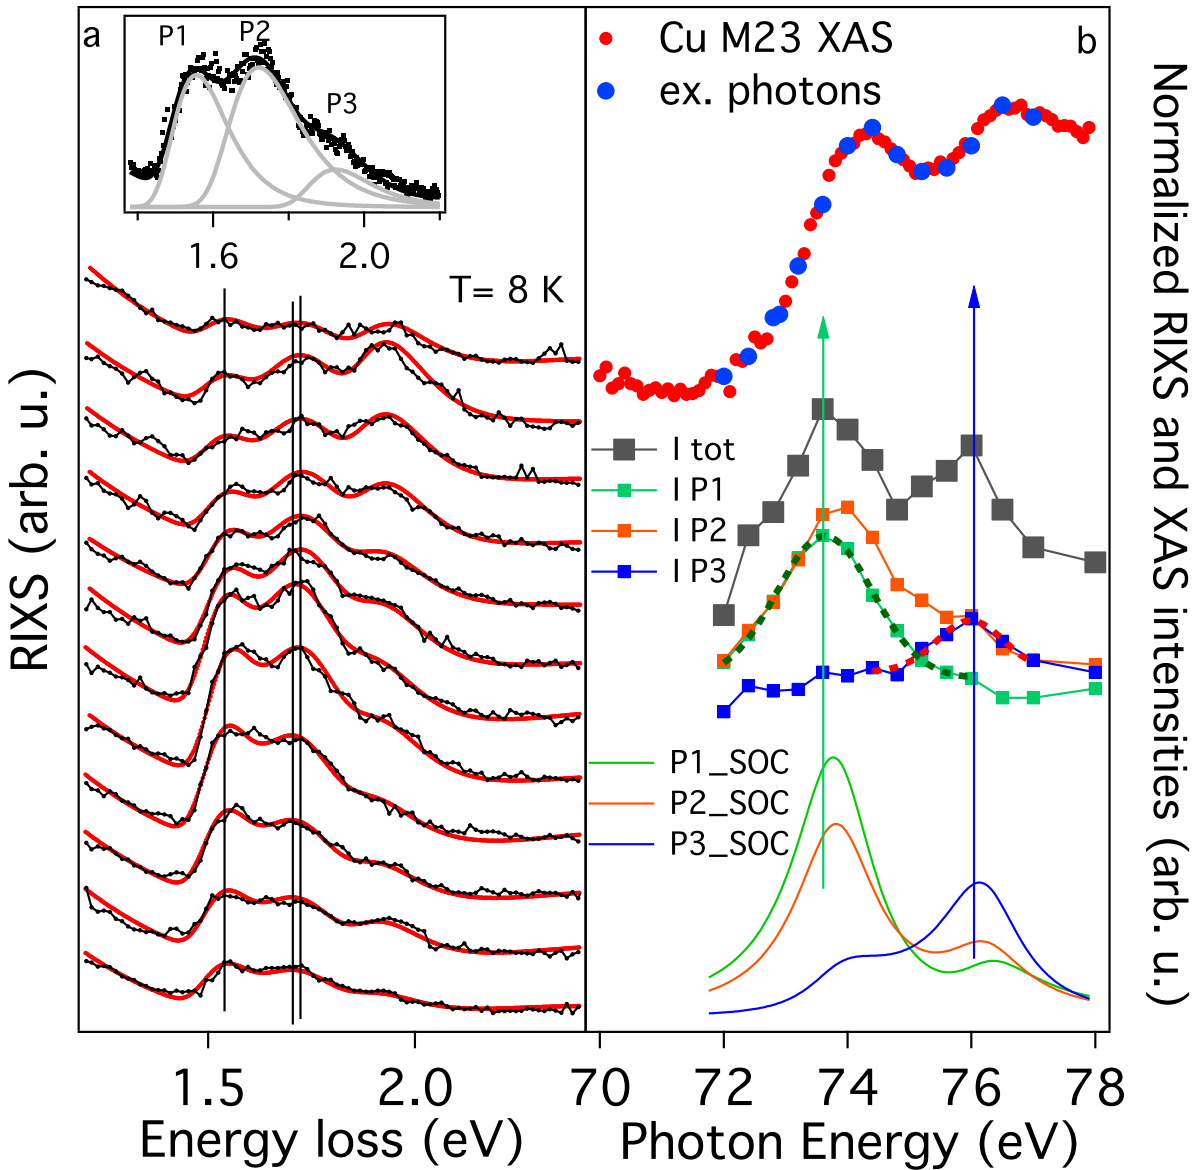 a
P1
P2
P3
1.6
2.0
T= 8 K
RIXS (arb. u.)
1.5
2.0
Energy loss (eV)
b
Cu M23 XAS
ex. photons
I tot
I P1
I P2
I P3
P1_SOC
P2_SOC
P3_SOC
70
72
74
76
78
Photon Energy (eV)
Normalized RIXS and XAS intensities (arb. u.)